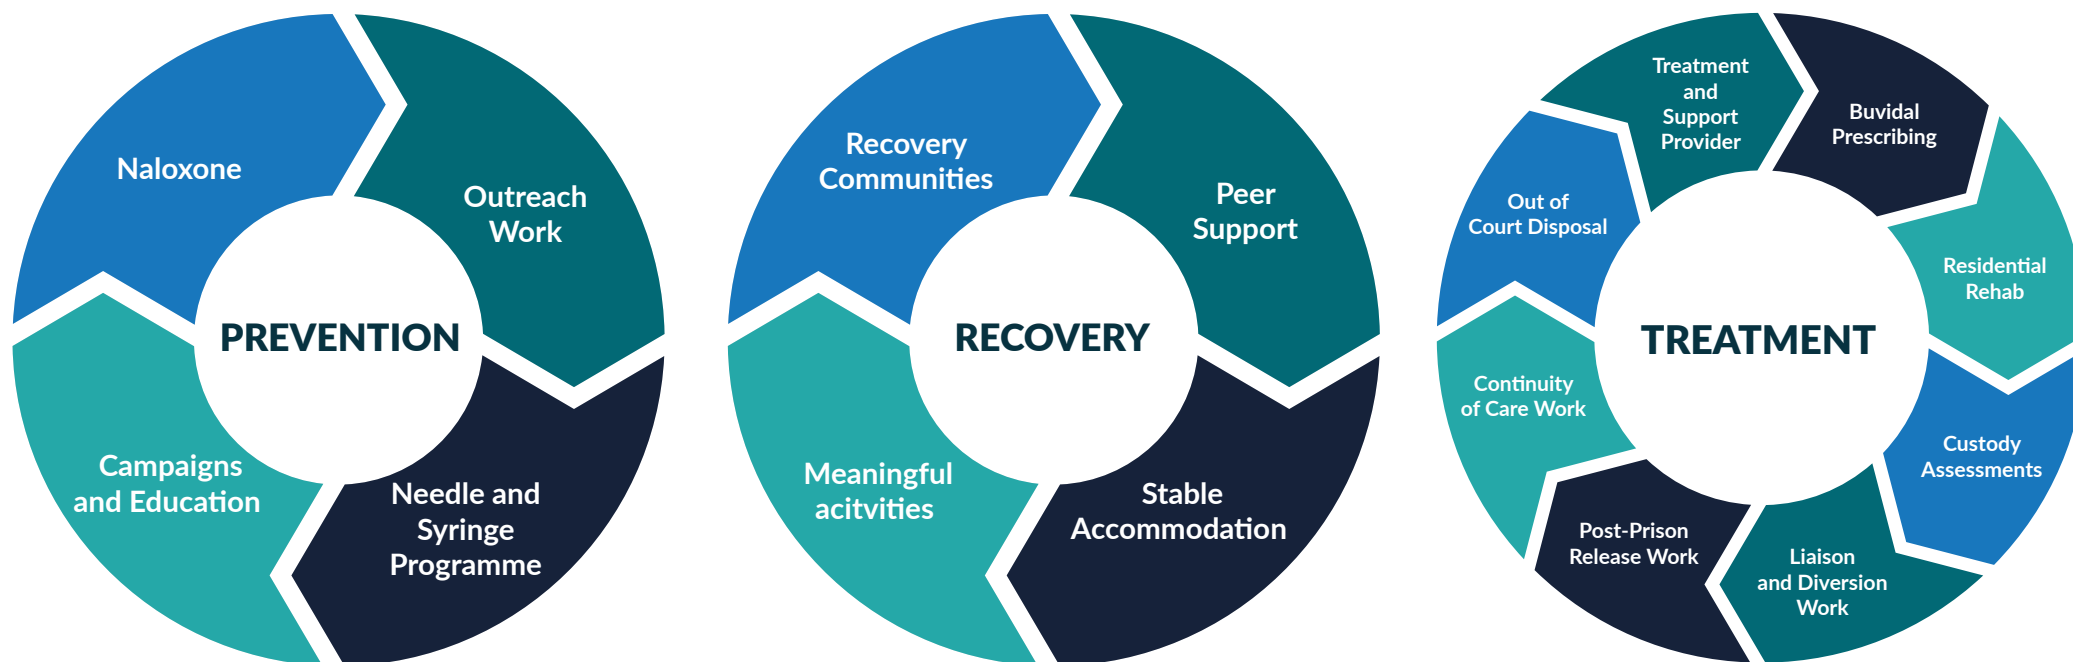 Naloxone
Outreach
Work
PREVENTION
Campaigns
and Education
Needle and
Syringe
Programme
Recovery
Communities
Peer
Support
RECOVERY
Meaningful
acitvities
Stable
Accommodation
Treatment
and
Support
Provider
Buvidal
Prescribing
Out of
Court Disposal
Residential
Rehab
TREATMENT
Continuity
of Care Work
Custody
Assessments
Post-Prison
Release Work
Liaison
and Diversion
Work